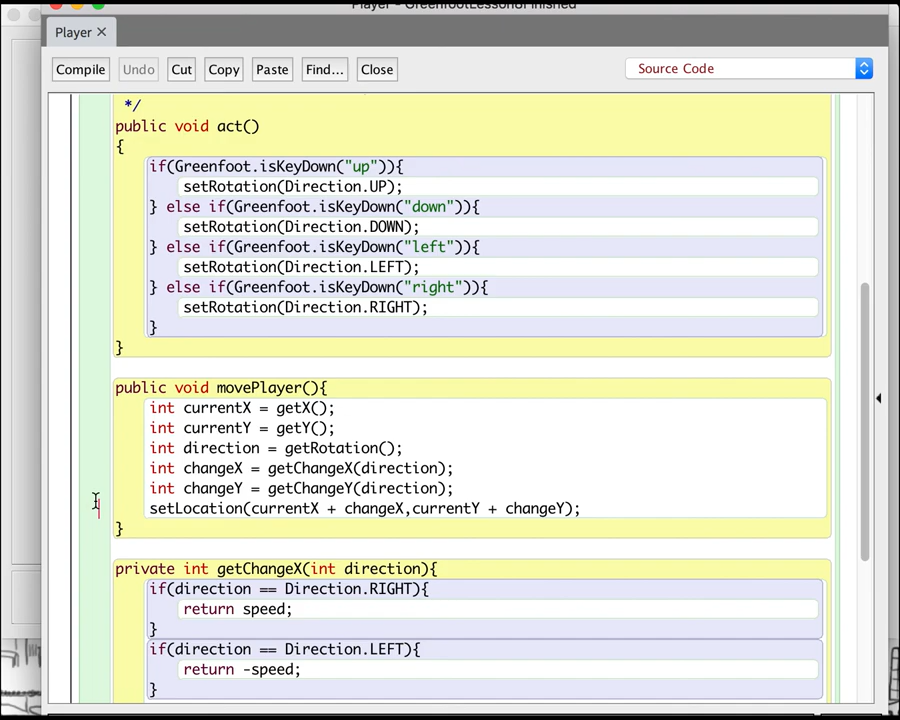 Player - GreenfootLesson08Finished
Player ✕
Compile Undo Cut Copy Paste Find... Close Source Code
*/
public void act()
{
if(Greenfoot.isKeyDown("up")){
setRotation(Direction.UP);
} else if(Greenfoot.isKeyDown("down")){
setRotation(Direction.DOWN);
} else if(Greenfoot.isKeyDown("left")){
setRotation(Direction.LEFT);
} else if(Greenfoot.isKeyDown("right")){
setRotation(Direction.RIGHT);
}
}
public void movePlayer(){
int currentX = getX();
int currentY = getY();
int direction = getRotation();
int changeX = getChangeX(direction);
int changeY = getChangeY(direction);
setLocation(currentX + changeX,currentY + changeY);
}
private int getChangeX(int direction){
if(direction == Direction.RIGHT){
return speed;
}
if(direction == Direction.LEFT){
return -speed;
}